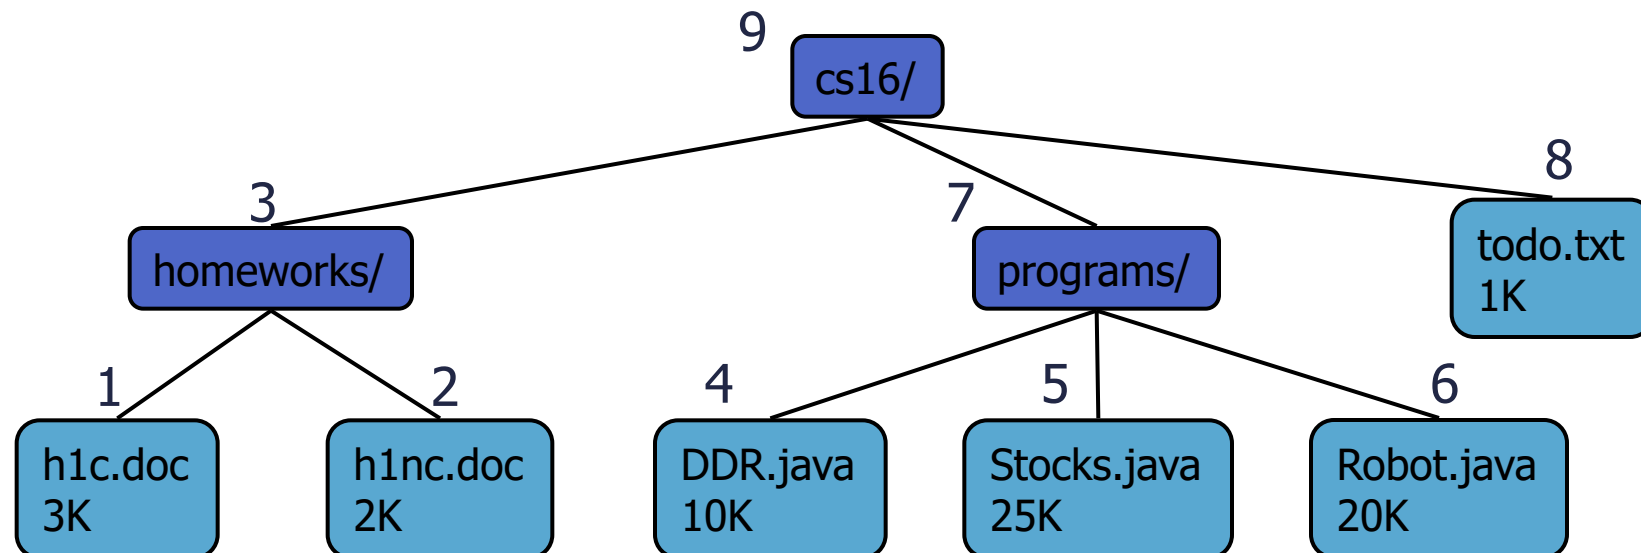 9
cs16/
8
3
7
todo.txt
1K
homeworks/
programs/
1
2
4
5
6
h1c.doc
3K
h1nc.doc
2K
DDR.java
10K
Stocks.java
25K
Robot.java
20K